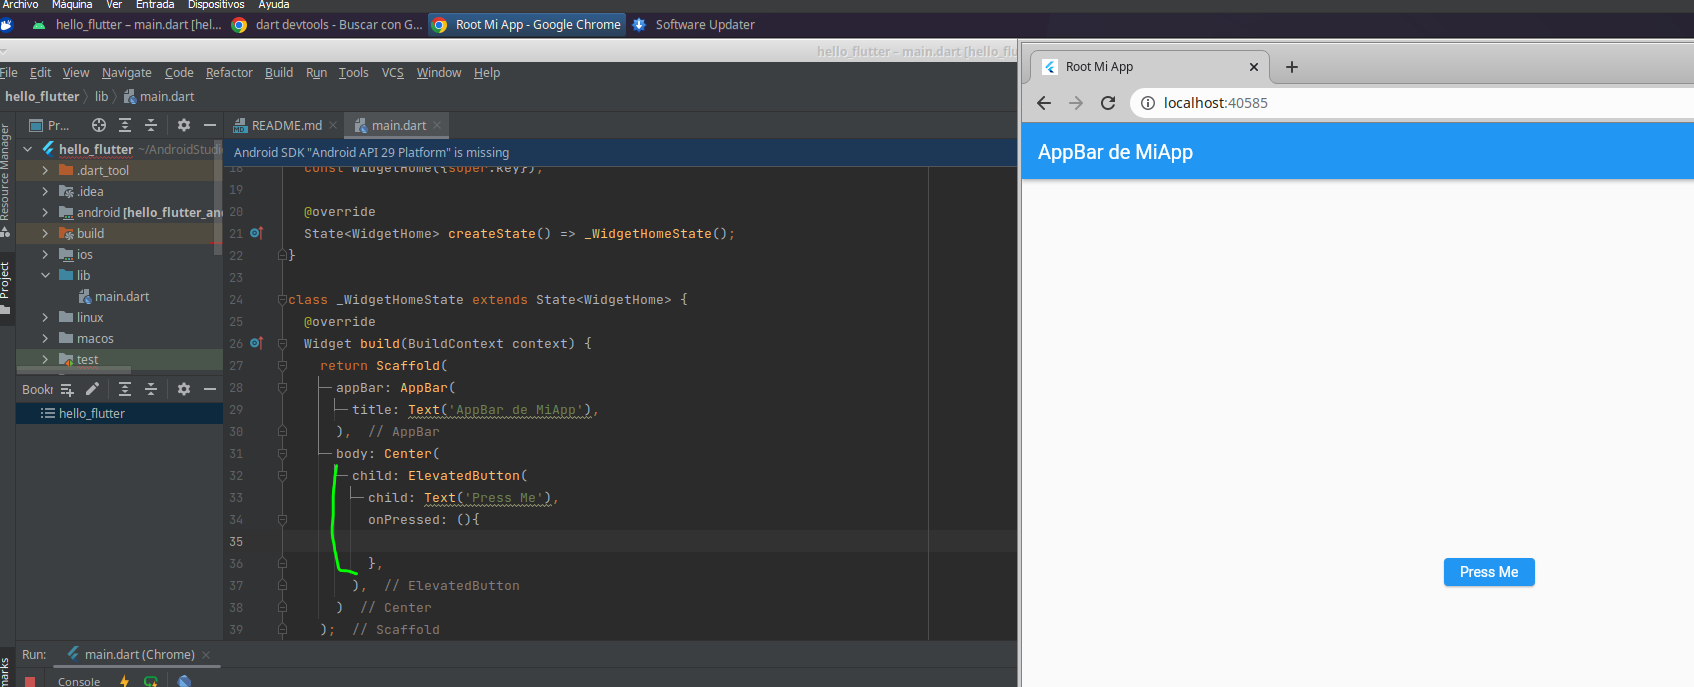 Archivo Máquina Ver Entrada Dispositivos Ayuda
hello_flutter – main.dart [hel... dart devtools - Buscar con G... Root Mi App - Google Chrome Software Updater
hello_flutter – main.dart [hello_flu
File Edit View Navigate Code Refactor Build Run Tools VCS Window Help
hello_flutter lib main.dart
Pr...
README.md main.dart
Android SDK "Android API 29 Platform" is missing
Resource Manager
Project
hello_flutter ~/AndroidStudi
.dart_tool
.idea
android [hello_flutter_an
build
ios
lib
main.dart
linux
macos
test
Bookr
hello_flutter
18 const WidgetHome({super.key});
19
20 @override
21 State<WidgetHome> createState() => _WidgetHomeState();
22 }
23
24 class _WidgetHomeState extends State<WidgetHome> {
25 @override
26 Widget build(BuildContext context) {
27 return Scaffold(
28 appBar: AppBar(
29 title: Text('AppBar de MiApp'),
30 ), // AppBar
31 body: Center(
32 child: ElevatedButton(
33 child: Text('Press Me'),
34 onPressed: (){
35
36 },
37 ), // ElevatedButton
38 ) // Center
39 ); // Scaffold
Run: main.dart (Chrome)
Console
marks
Root Mi App
localhost:40585
AppBar de MiApp
Press Me